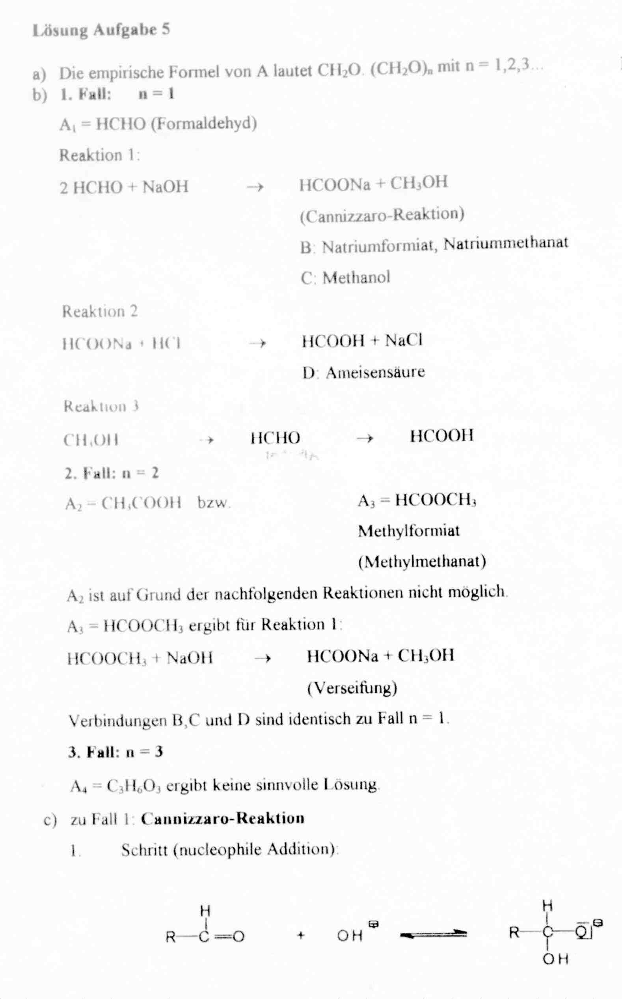 Lösung Aufgabe 5
a) Die empirische Formel von A lautet CH₂O. (CH₂O)ₙ mit n = 1,2,3...
b) 1. Fall: n = 1
A₁ = HCHO (Formaldehyd)
Reaktion 1:
2 HCHO + NaOH → HCOONa + CH₃OH
(Cannizzaro-Reaktion)
B: Natriumformiat, Natriummethanat
C: Methanol
Reaktion 2
HCOONa + HCl → HCOOH + NaCl
D: Ameisensäure
Reaktion 3
CH₃OH → HCHO → HCOOH
2. Fall: n = 2
A₂ = CH₃COOH bzw. A₃ = HCOOCH₃
Methylformiat
(Methylmethanat)
A₂ ist auf Grund der nachfolgenden Reaktionen nicht möglich.
A₃ = HCOOCH₃ ergibt für Reaktion 1:
HCOOCH₃ + NaOH → HCOONa + CH₃OH
(Verseifung)
Verbindungen B,C und D sind identisch zu Fall n = 1.
3. Fall: n = 3
A₄ = C₃H₆O₃ ergibt keine sinnvolle Lösung.
c) zu Fall 1: Cannizzaro-Reaktion
1. Schritt (nucleophile Addition):
H H
R—C=O + OH⊖ ⇌ R—C—O|⊖
OH